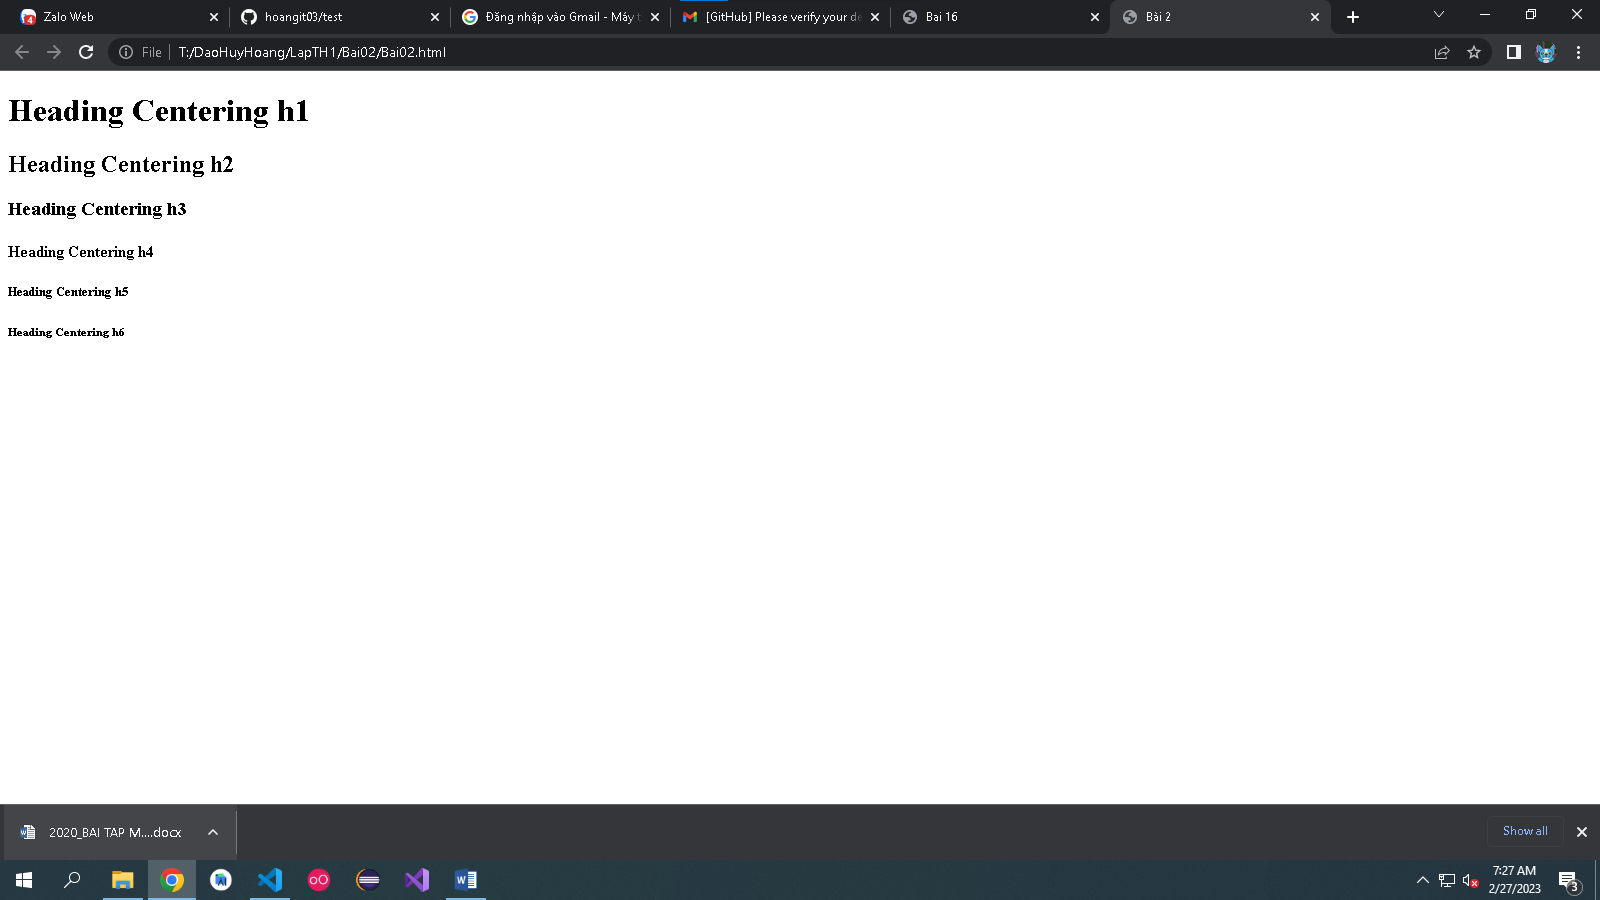 Zalo Web
hoangit03/test
Đăng nhập vào Gmail - Máy t
[GitHub] Please verify your de
Bai 16
Bài 2
File
T:/DaoHuyHoang/LapTH1/Bai02/Bai02.html
Heading Centering h1
Heading Centering h2
Heading Centering h3
Heading Centering h4
Heading Centering h5
Heading Centering h6
2020_BAI TAP M....docx
Show all
7:27 AM
2/27/2023
3